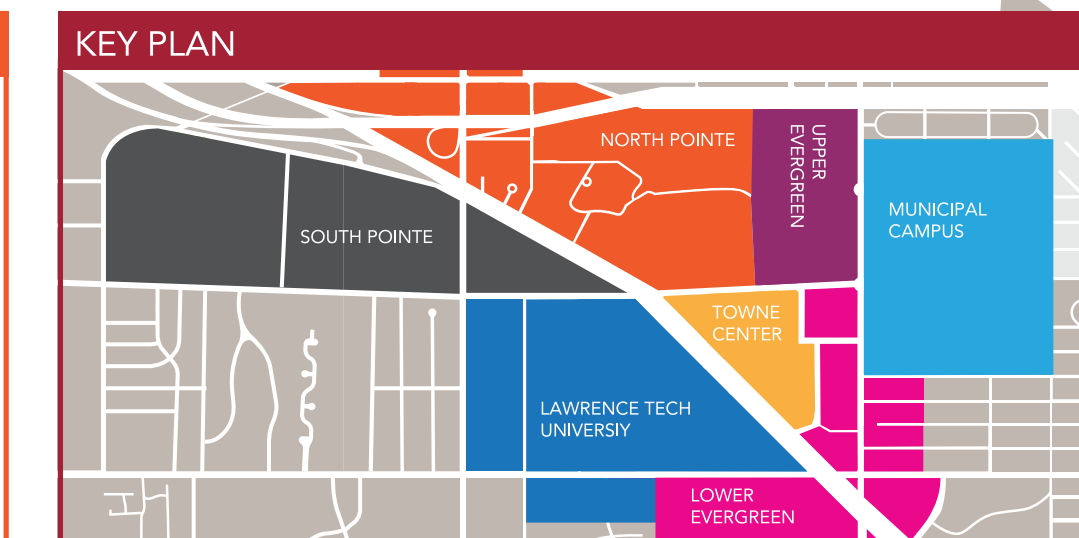 KEY PLAN
NORTH POINTE
UPPER
EVERGREEN
MUNICIPAL
CAMPUS
SOUTH POINTE
TOWNE
CENTER
LAWRENCE TECH
UNIVERSIY
LOWER
EVERGREEN